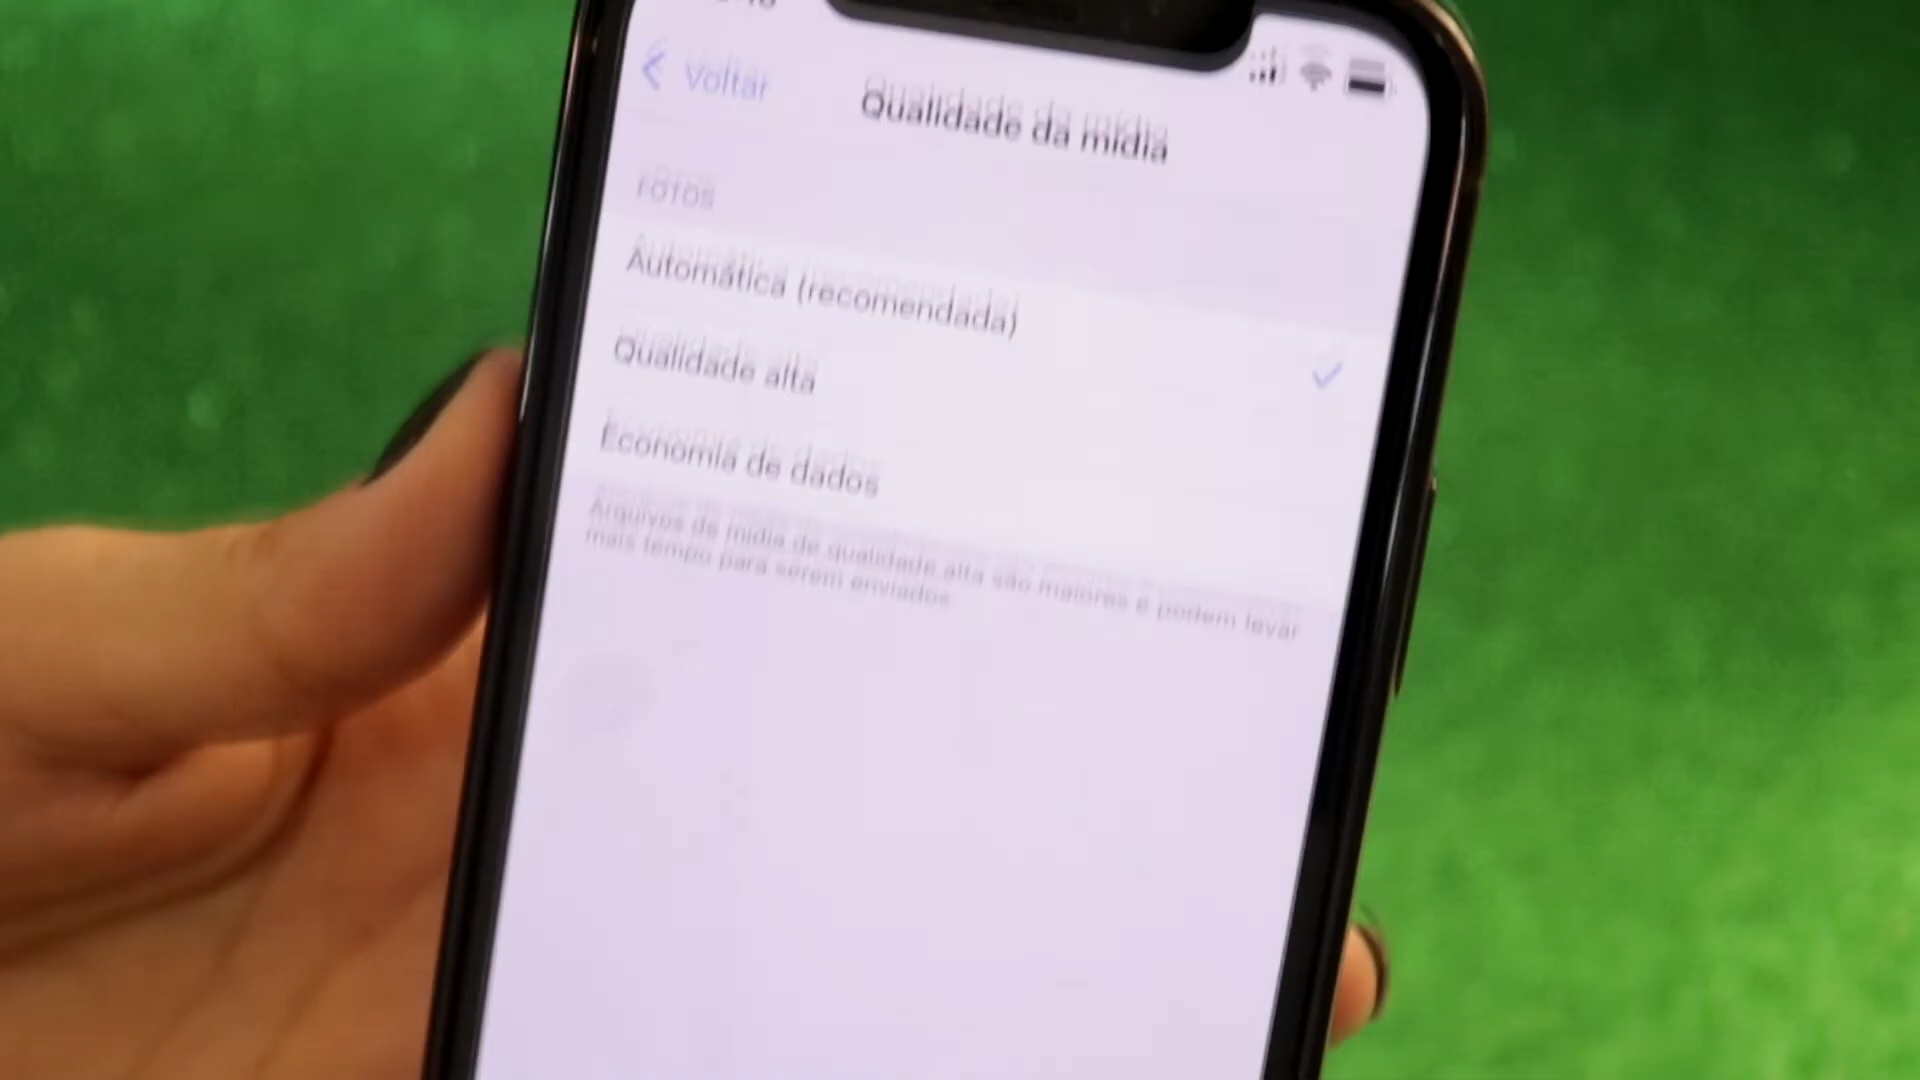 Voltar
Qualidade da mídia
FOTOS
Automática (recomendada)
Qualidade alta
Economia de dados
Arquivos de mídia de qualidade alta são maiores e podem levar
mais tempo para serem enviados.